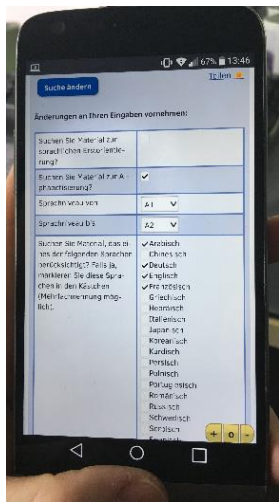 67% 13:46
Teilen
Suche ändern
Änderungen an Ihren Eingaben vornehmen:
Suchen Sie Material zur
sprachlichen Erstorientie-
rung?
Suchen Sie Material zur A
phabetisierung?
Sprachniveau von
A1
Sprachniveau bis
A2
Suchen Sie Material, das ei
nes der folgenden Sprachen
berücksichtigt? Falls ja,
markieren Sie diese Spra-
chen in den Kästchen
(Mehrfachnennung mög-
lich).
Arabisch
Chinesisch
Deutsch
Englisch
Französisch
Griechisch
Hebräisch
Italienisch
Japanisch
Koreanisch
Kurdisch
Persisch
Polnisch
Portugiesisch
Rumänisch
Russisch
Schwedisch
Serbisch
+ o -